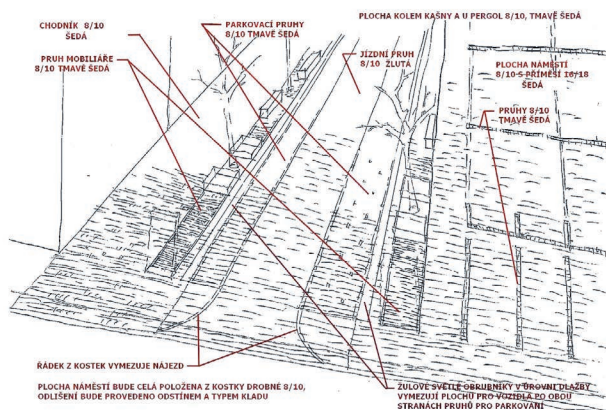 PLOCHA KOLEM KAŠNY A U PERGOL 8/10, TMAVĚ ŠEDÁ
CHODNÍK 8/10
ŠEDÁ
PARKOVACÍ PRUHY
8/10 TMAVĚ ŠEDÁ
PRUH MOBILIÁŘE
8/10 TMAVĚ ŠEDÁ
JÍZDNÍ PRUH
8/10 ŽLUTÁ
PLOCHA NÁMĚSTÍ
8/10 S PŘÍMĚSÍ 16/18
ŠEDÁ
PRUHY 8/10
TMAVĚ ŠEDÁ
ŘÁDEK Z KOSTEK VYMEZUJE NÁJEZD
PLOCHA NÁMĚSTÍ BUDE CELÁ POLOŽENA Z KOSTKY DROBNÉ 8/10,
ODLIŠENÍ BUDE PROVEDENO ODSTÍNEM A TYPEM KLADU
ŽULOVÉ SVĚTLÉ OBRUBNÍKY V ÚROVNI DLAŽBY
VYMEZUJÍ PLOCHU PRO VOZIDLA PO OBOU
STRANÁCH PRUHŮ PRO PARKOVÁNÍ